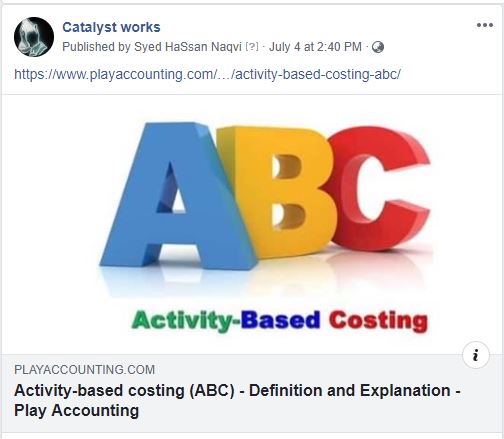 Catalyst works
Published by Syed HaSsan Naqvi [?] · July 4 at 2:40 PM ·
https://www.playaccounting.com/.../activity-based-costing-abc/
ABC
Activity-Based Costing
i
PLAYACCOUNTING.COM
Activity-based costing (ABC) - Definition and Explanation -
Play Accounting